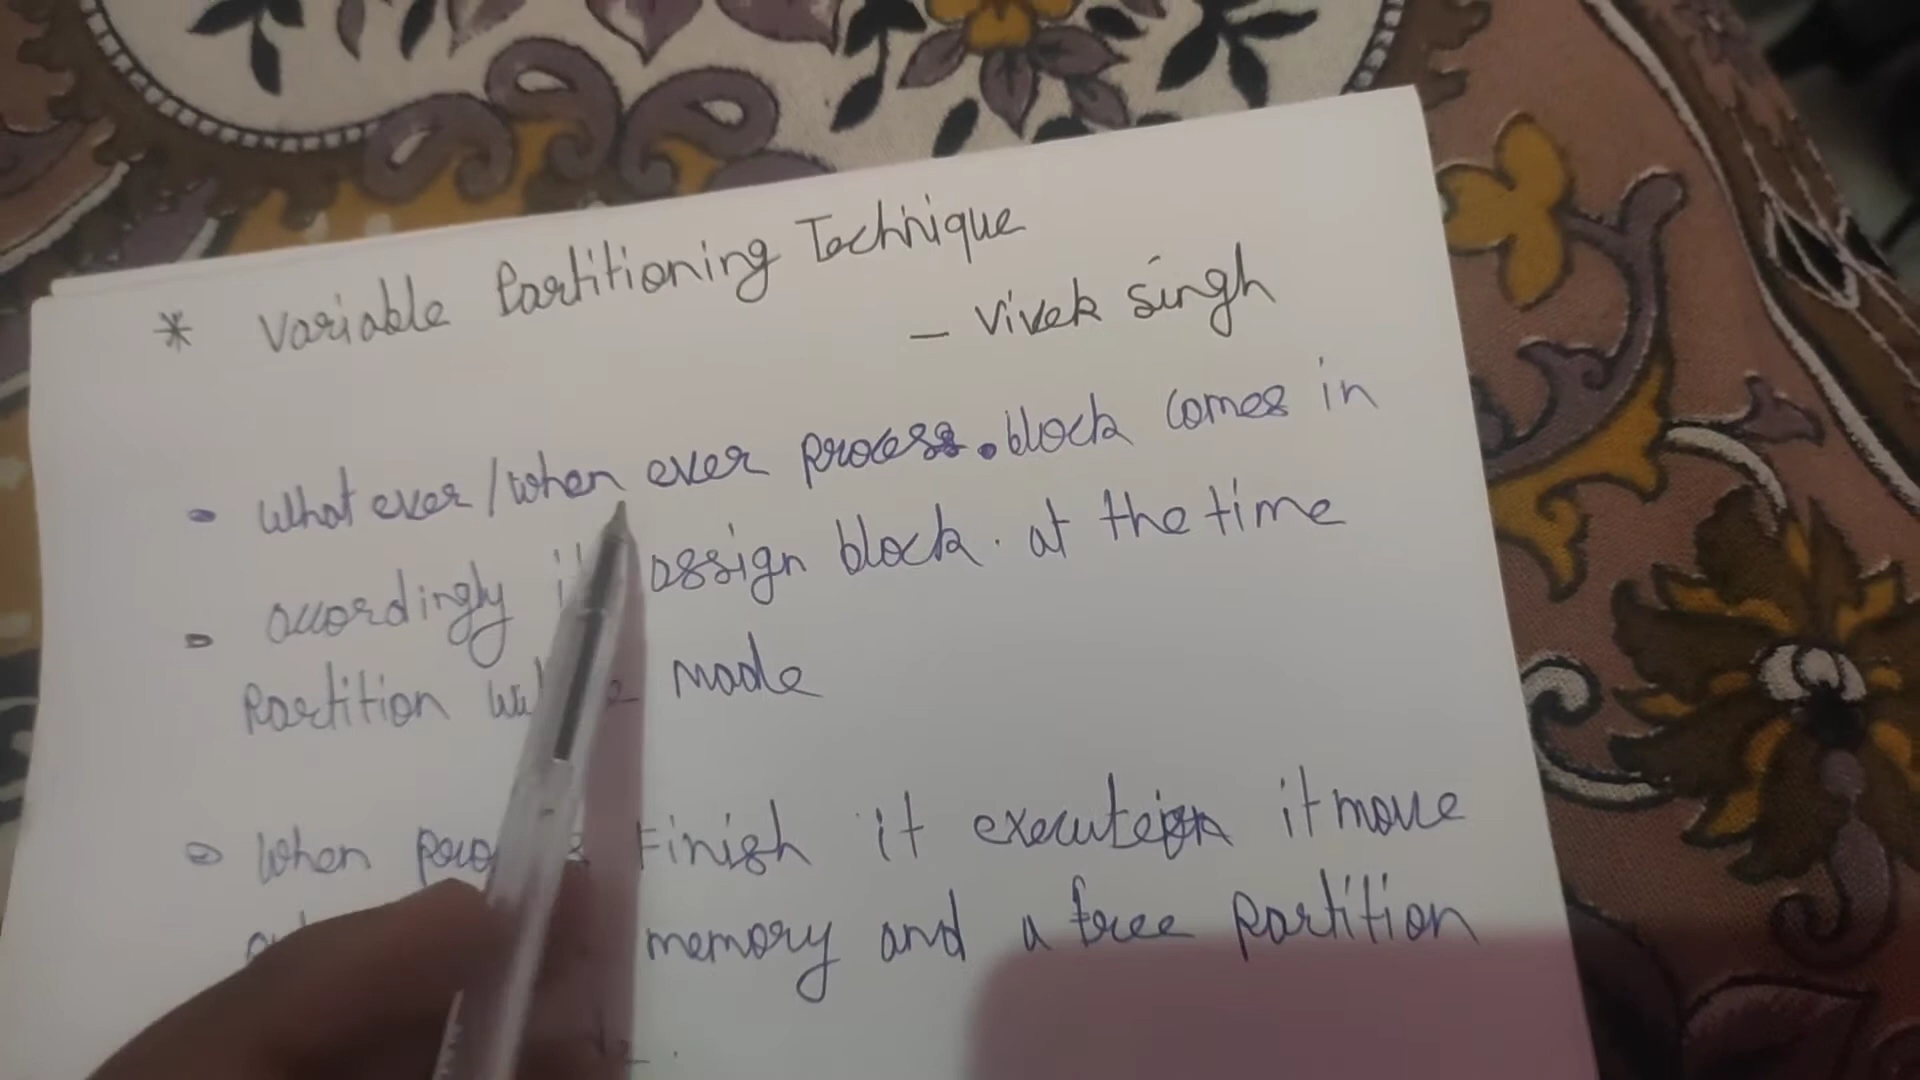 * Variable Partitioning Technique
- Vivek Singh
• What ever / when ever process. block comes in
• accordingly assign block. at the time
Partition made
• When finish it execution it move
memory and a free Partition